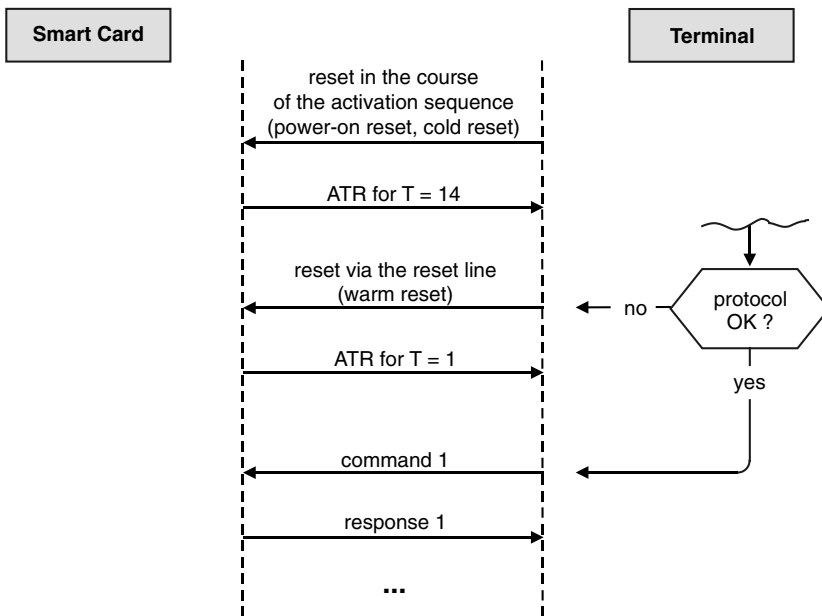 Smart Card
Terminal
reset in the course
of the activation sequence
(power-on reset, cold reset)
ATR for T = 14
reset via the reset line
(warm reset)
no
protocol
OK ?
ATR for T = 1
yes
command 1
response 1
...